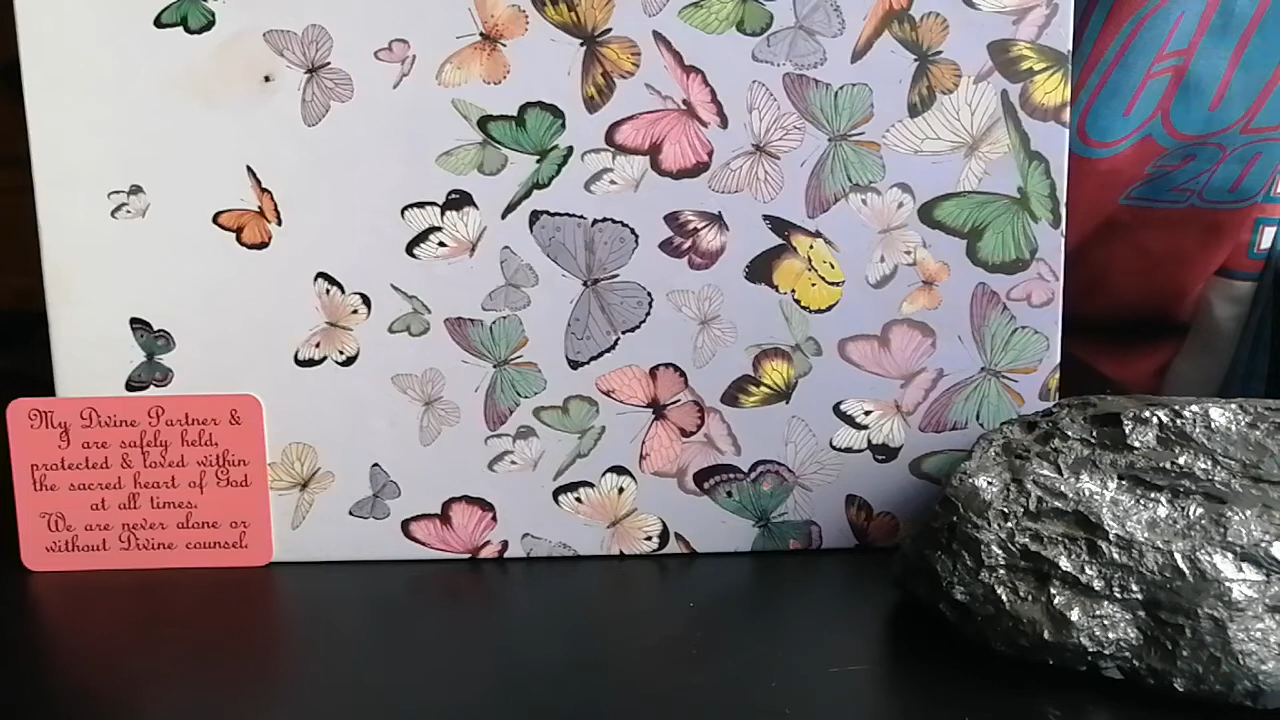 My Divine Partner &
I are safely held,
protected & loved within
the sacred heart of God
at all times.
We are never alone or
without Divine counsel.